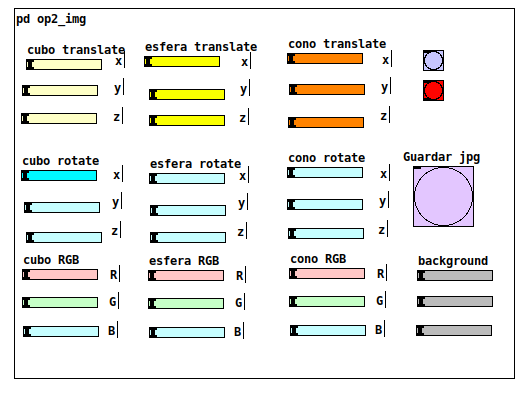 pd op2_img
cubo translate
esfera translate
cono translate
x
x
x
y
y
y
z
z
z
cubo rotate
esfera rotate
cono rotate
Guardar jpg
x
x
x
y
y
y
z
z
z
cubo RGB
esfera RGB
cono RGB
background
R
R
R
G
G
G
B
B
B